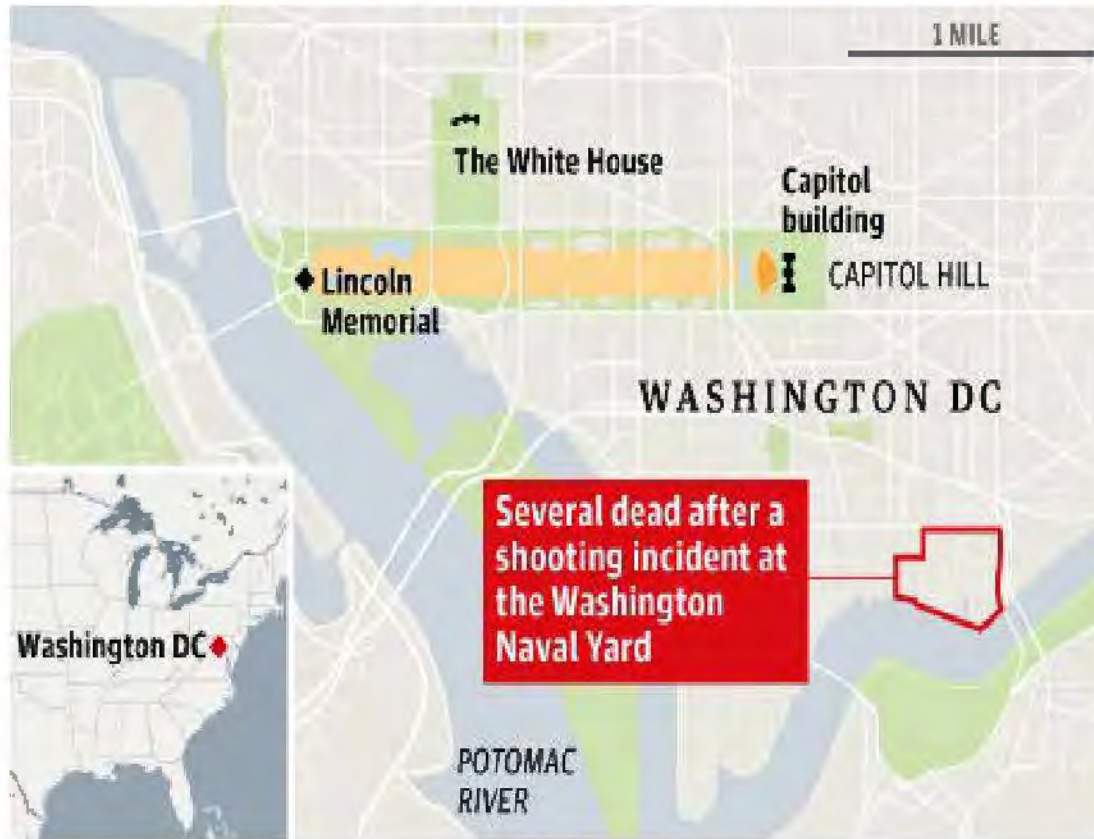 1 MILE
The White House
Capitol
building
CAPITOL HILL
Lincoln
Memorial
WASHINGTON DC
Several dead after a
shooting incident at
the Washington
Naval Yard
Washington DC
POTOMAC
RIVER